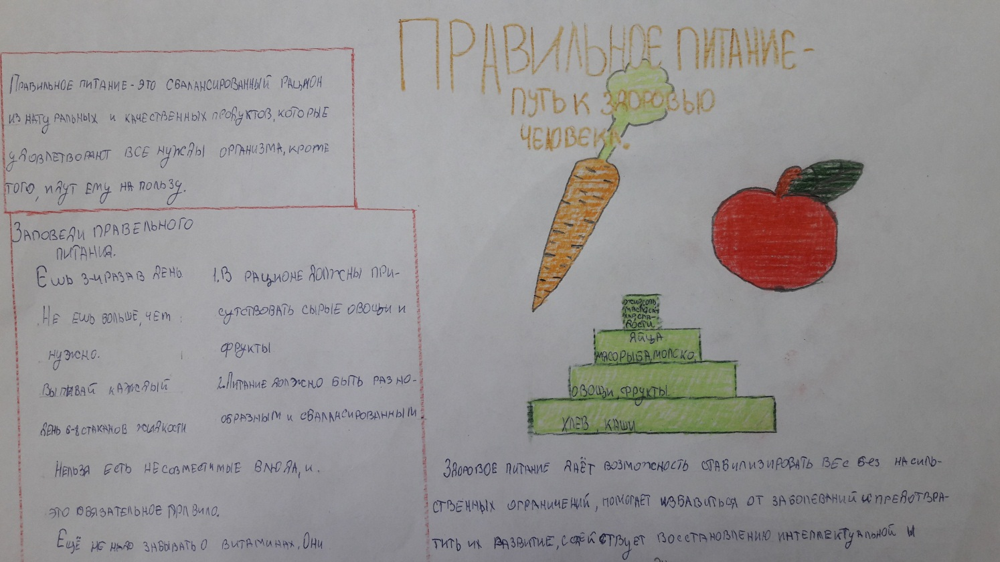 ПРАВИЛЬНОЕ ПИТАНИЕ-
ПУТЬ К ЗДОРОВЬЮ
ЧЕЛОВЕКА.
ПРАВИЛЬНОЕ ПИТАНИЕ - ЭТО СБАЛАНСИРОВАННЫЙ РАЦИОН
ИЗ НАТУРАЛЬНЫХ И КАЧЕСТВЕННЫХ ПРОДУКТОВ, КОТОРЫЕ
УДОВЛЕТВОРЯЮТ ВСЕ НУЖДЫ ОРГАНИЗМА, КРОМЕ
ТОГО, ИДУТ ЕМУ НА ПОЛЬЗУ.
ЗАПОВЕДИ ПРАВЕЛЬНОГО
ПИТАНИЯ.
ЕШЬ 3-И РАЗА В ДЕНЬ
НЕ ЕШЬ БОЛЬШЕ, ЧЕМ
НУЖНО.
ВЫПИВАЙ КАЖДЫЙ
ДЕНЬ 6-8 СТАКАНОВ ЖИДКОСТИ
НЕЛЬЗЯ ЕСТЬ НЕСОВМЕСТИМЫЕ БЛЮДА, И.
ЭТО ОБЯЗАТЕЛЬНОЕ ПРАВИЛО.
ЕЩЁ НЕ НАДО ЗАБЫВАТЬ О ВИТАМИНАХ. ОНИ
1. В РАЦИОНЕ ДОЛЖНЫ ПРИ-
СУТСТВОВАТЬ СЫРЫЕ ОВОЩИ И
ФРУКТЫ
2. ПИТАНИЕ ДОЛЖНО БЫТЬ РАЗНО-
ОБРАЗНЫМ И СБАЛАНСИРОВАННЫМ
ДОСТИ
ЯЙЦА
МЯСО РЫБА, МОЛСКО.
ОВОЩИ, ФРУКТЫ.
ХЛЕБ, КАШИ
ЗДОРОВОЕ ПИТАНИЕ ДАЁТ ВОЗМОЖНОСТЬ СТАБИЛИЗИРОВАТЬ ВЕС БЕЗ НАСИЛЬ-
СТВЕННЫХ ОГРАНИЧЕНИЙ, ПОМОГАЕТ ИЗБАВИТЬСЯ ОТ ЗАБОЛЕВАНИЙ И ПРЕДОТВРА-
ТИТЬ ИХ РАЗВИТИЕ, СОДЕЙСТВУЕТ ВОССТАНОВЛЕНИЮ ИНТЕЛЛЕКТУАЛЬНОЙ И